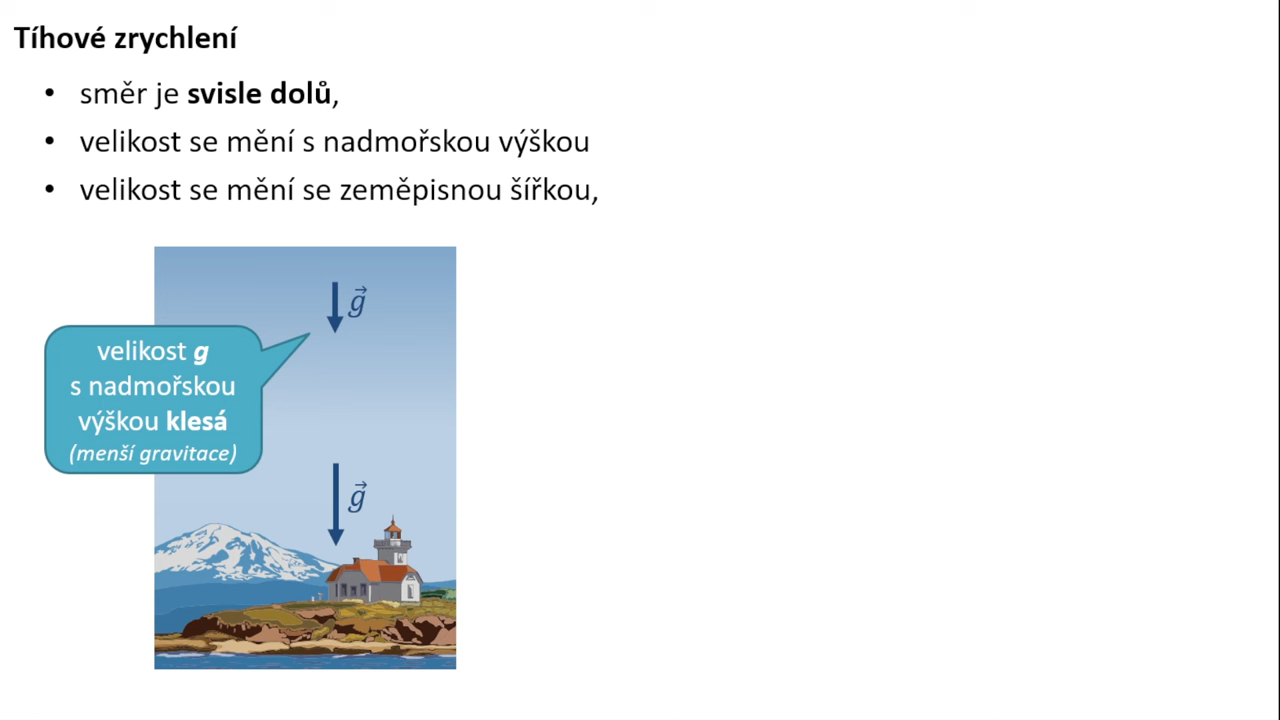 Tíhové zrychlení
• směr je svisle dolů,
• velikost se mění s nadmořskou výškou
• velikost se mění se zeměpisnou šířkou,
g⃗
velikost g
s nadmořskou
výškou klesá
(menší gravitace)
g⃗